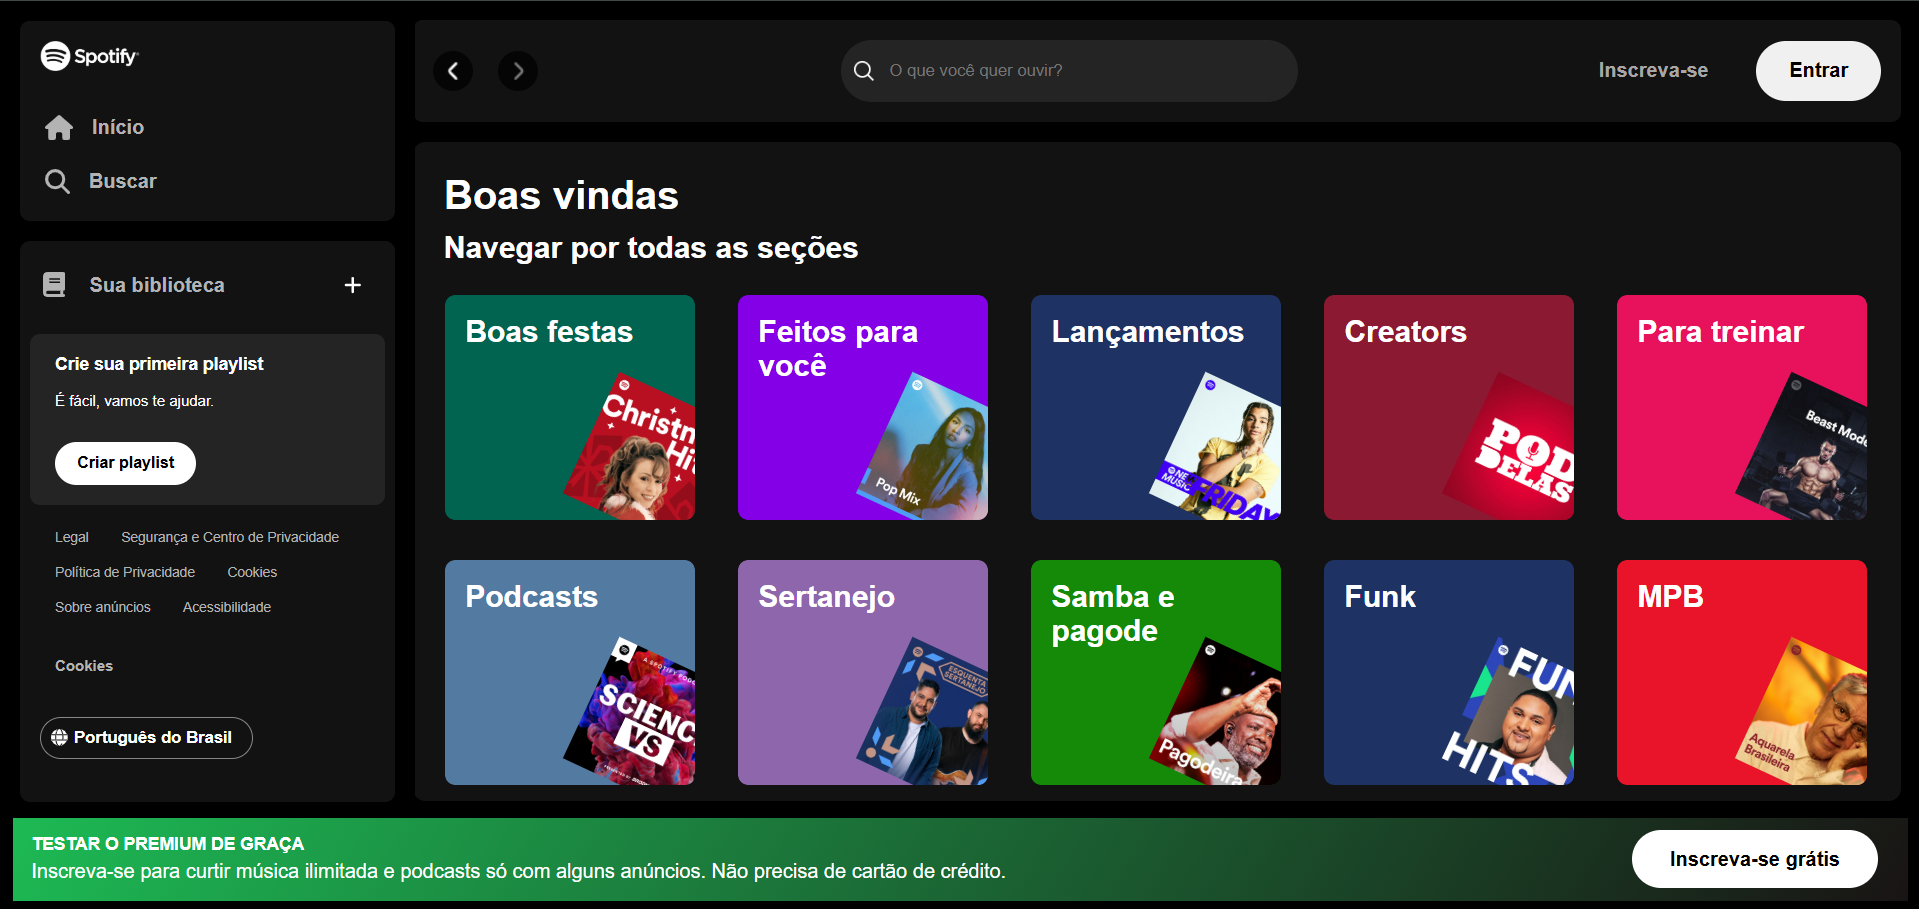 Spotify
Início
Buscar
Sua biblioteca
Crie sua primeira playlist
É fácil, vamos te ajudar.
Criar playlist
Legal Segurança e Centro de Privacidade
Política de Privacidade Cookies
Sobre anúncios Acessibilidade
Cookies
Português do Brasil
O que você quer ouvir?
Inscreva-se
Entrar
Boas vindas
Navegar por todas as seções
Boas festas
Christm
Hi
Feitos para
você
Pop Mix
Lançamentos
NE
MUSIC
FRIDAY
Creators
POD
DELAS
Para treinar
Beast Mode
Podcasts
A SPOTIFY PODC
SCIENC
VS
Sertanejo
ESQUENTA
SERTANEJO
Samba e
pagode
Pagodeira
Funk
FUN
HITS
MPB
Aquarela
Brasileira
TESTAR O PREMIUM DE GRAÇA
Inscreva-se para curtir música ilimitada e podcasts só com alguns anúncios. Não precisa de cartão de crédito.
Inscreva-se grátis